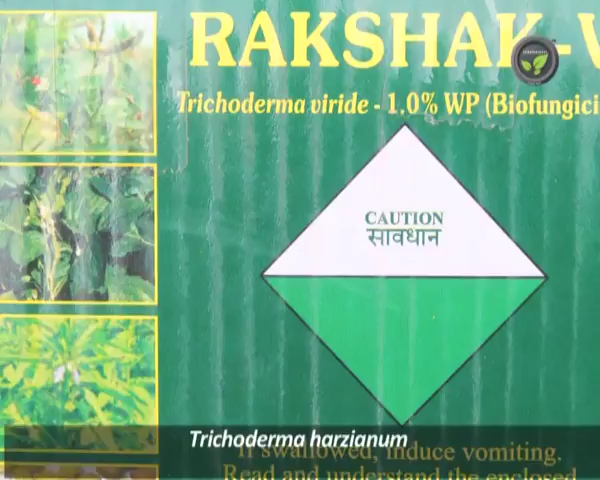 RAKSHAK-V
Trichoderma viride - 1.0% WP (Biofungici
CAUTION
सावधान
Trichoderma harzianum
If swallowed, induce vomiting.
Read and understand the enclosed